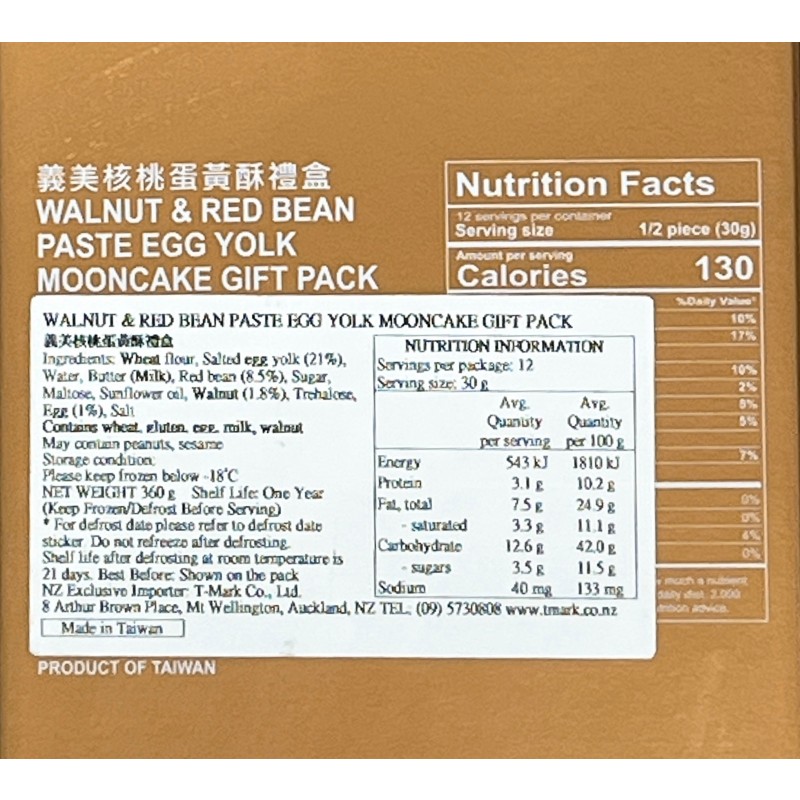 義美核桃蛋黃酥禮盒
WALNUT & RED BEAN
PASTE EGG YOLK
MOONCAKE GIFT PACK
Nutrition Facts
12 servings per container
Serving size 1/2 piece (30g)
Amount per serving
Calories 130
%Daily Value*
10%
17%
10%
2%
8%
5%
7%
0%
0%
4%
0%
much a nutrient
daily diet. 2,000
advice.
WALNUT & RED BEAN PASTE EGG YOLK MOONCAKE GIFT PACK
義美核桃蛋黃酥禮盒
Ingredients: Wheat flour, Salted egg yolk (21%),
Water, Butter (Milk), Red bean (8.5%), Sugar,
Maltose, Sunflower oil, Walnut (1.8%), Trehalose,
Egg (1%), Salt
Contains wheat, gluten, egg, milk, walnut
May contain peanuts, sesame
Storage condition:
Please keep frozen below -18°C
NET WEIGHT 360 g Shelf Life: One Year
(Keep Frozen/Defrost Before Serving)
* For defrost date please refer to defrost date
sticker. Do not refreeze after defrosting.
Shelf life after defrosting at room temperature is
21 days. Best Before: Shown on the pack
NZ Exclusive Importer: T-Mark Co., Ltd.
8 Arthur Brown Place, Mt Wellington, Auckland, NZ TEL: (09) 5730808 www.tmark.co.nz
Made in Taiwan
NUTRITION INFORMATION
Servings per package: 12
Serving size: 30 g
Avg. Avg.
Quantity Quantity
per serving per 100 g
Energy 543 kJ 1810 kJ
Protein 3.1 g 10.2 g
Fat, total 7.5 g 24.9 g
- saturated 3.3 g 11.1 g
Carbohydrate 12.6 g 42.0 g
- sugars 3.5 g 11.5 g
Sodium 40 mg 133 mg
PRODUCT OF TAIWAN